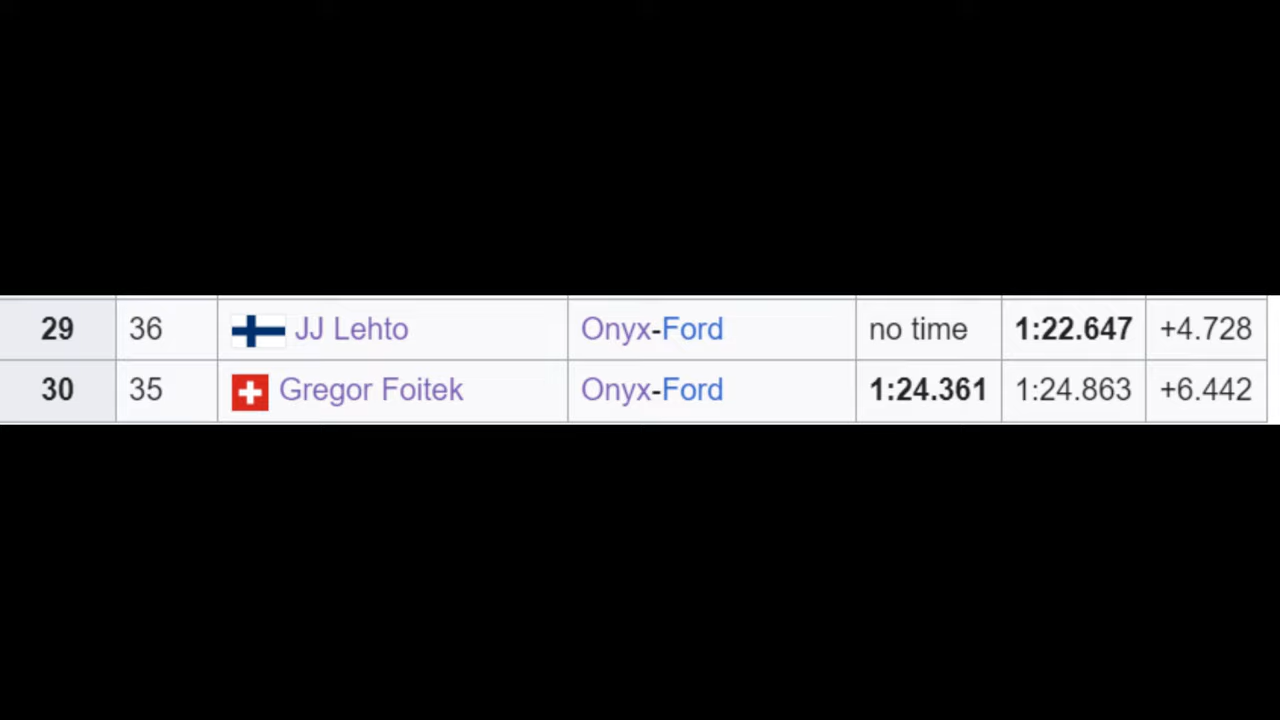 29 36 JJ Lehto Onyx-Ford no time 1:22.647 +4.728
30 35 Gregor Foitek Onyx-Ford 1:24.361 1:24.863 +6.442